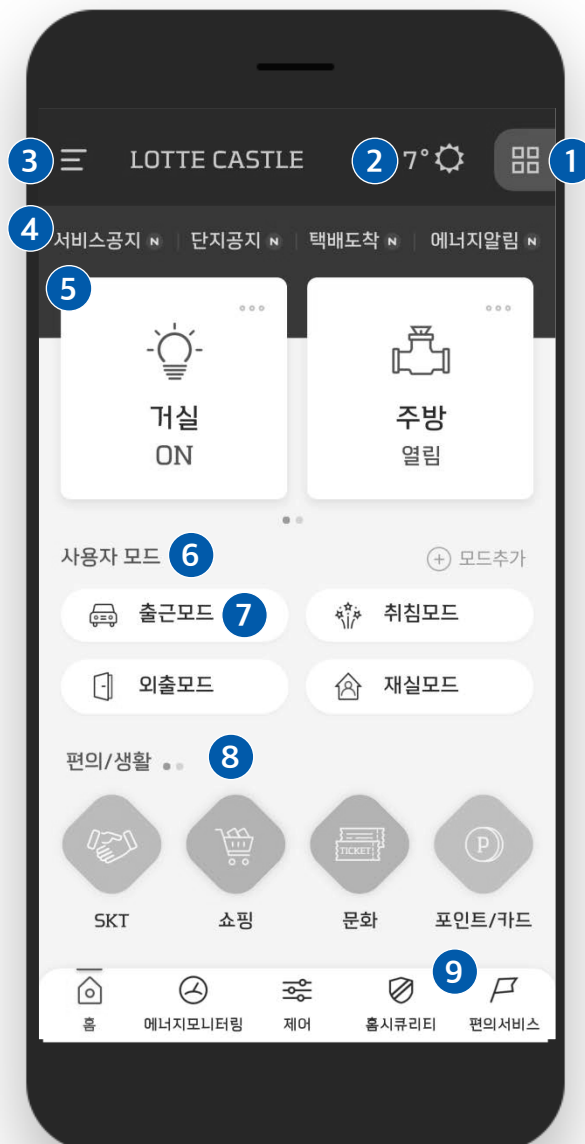 3 LOTTE CASTLE 2 7° 1
4 서비스공지 N 단지공지 N 택배도착 N 에너지알림 N
5
거실 주방
ON 열림
사용자 모드 6 모드추가
출근모드 7 취침모드
외출모드 재실모드
편의/생활 8
TICKET P
SKT 쇼핑 문화 포인트/카드
9
홈 에너지모니터링 제어 홈시큐리티 편의서비스